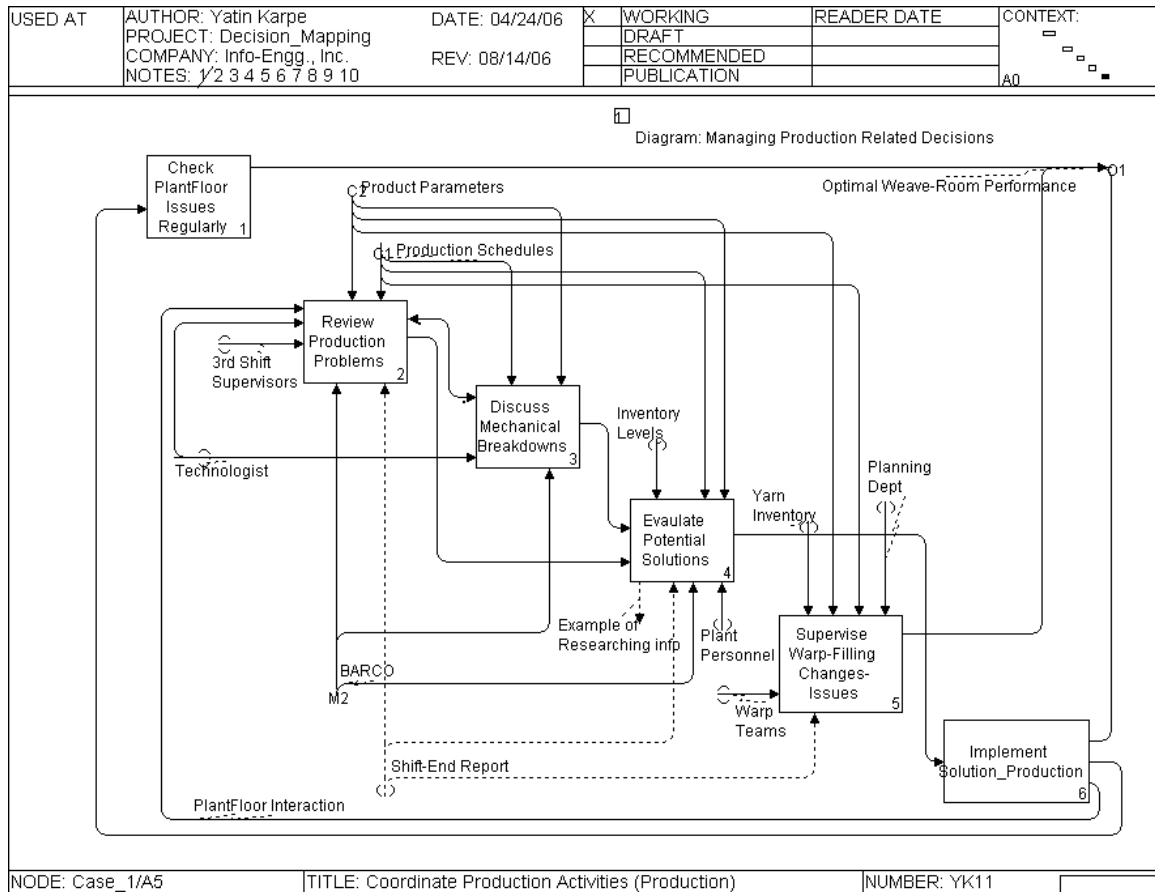 USED AT
AUTHOR: Yatin Karpe
DATE: 04/24/06
PROJECT: Decision_Mapping
COMPANY: Info-Engg., Inc.
REV: 08/14/06
NOTES: 1 2 3 4 5 6 7 8 9 10
X
WORKING
DRAFT
RECOMMENDED
PUBLICATION
READER DATE
CONTEXT:
A0
1
Diagram: Managing Production Related Decisions
Check
PlantFloor
Issues
Regularly
1
C2
Product Parameters
Optimal Weave-Room Performance
O1
C1
Production Schedules
Review
Production
Problems
2
3rd Shift
Supervisors
Discuss
Mechanical
Breakdowns
3
Technologist
Inventory
Levels
Planning
Dept
Yarn
Inventory
Evaulate
Potential
Solutions
4
Example of
Researching info
Plant
Personnel
Supervise
Warp-Filling
Changes-
Issues
5
BARCO
M2
Warp
Teams
Implement
Solution_Production
6
Shift-End Report
PlantFloor Interaction
NODE: Case_1/A5
TITLE: Coordinate Production Activities (Production)
NUMBER: YK11